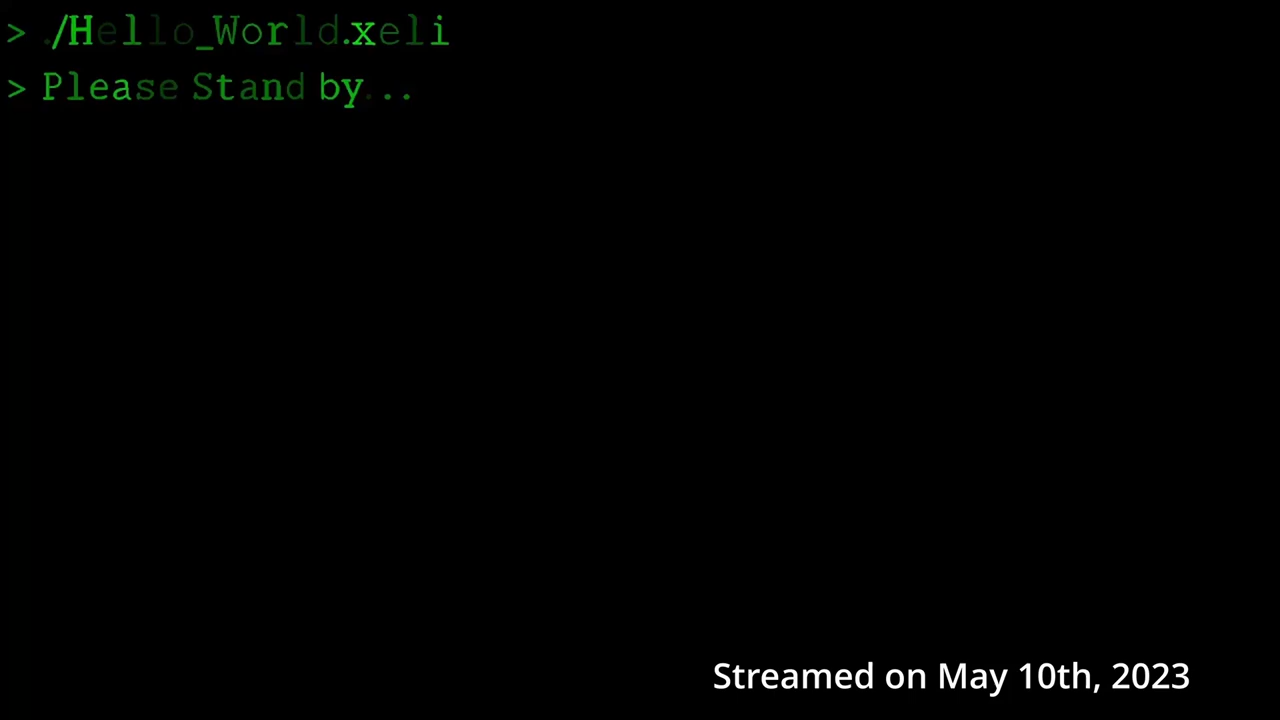 > ./Hello_World.xeli
> Please Stand by...
Streamed on May 10th, 2023